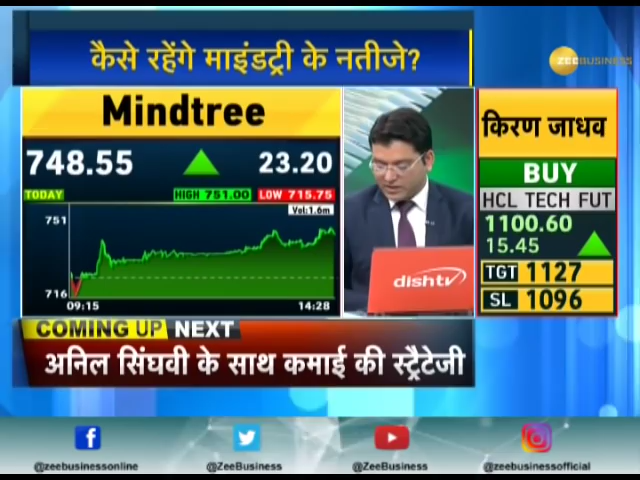 कैसे रहेंगे माइंडट्री के नतीजे?
ZEEBUSINESS
Mindtree
748.55 23.20
TODAY HIGH 751.00 LOW 715.75
Vol:1.6m
751
716
09:15 14:28
dishtv
किरण जाधव
BUY
HCL TECH FUT
1100.60
15.45
TGT 1127
SL 1096
COMING UP NEXT
अनिल सिंघवी के साथ कमाई की स्ट्रैटेजी
@zeebusinessonline @ZeeBusiness @ZeeBusiness @zeebusinessofficial